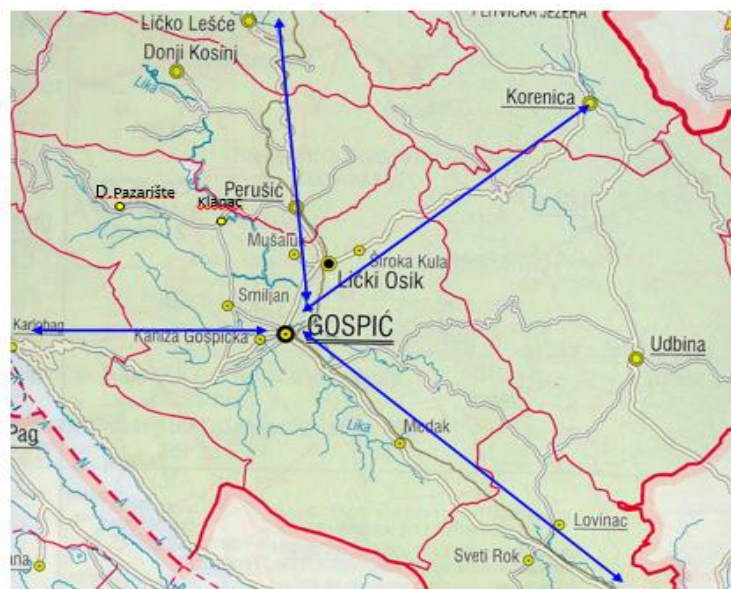 PLITVIČKA JEZERA
Ličko Lešće
Donji Kosinj
Lika
Korenica
D. Pazarište
Klanac
Perušić
Mušaluk
Široka Kula
Lički Osik
Smiljan
Karlobag
GOSPIĆ
Kaniža Gospićka
Udbina
Lika
Medak
Pag
Lovinac
Sveti Rok